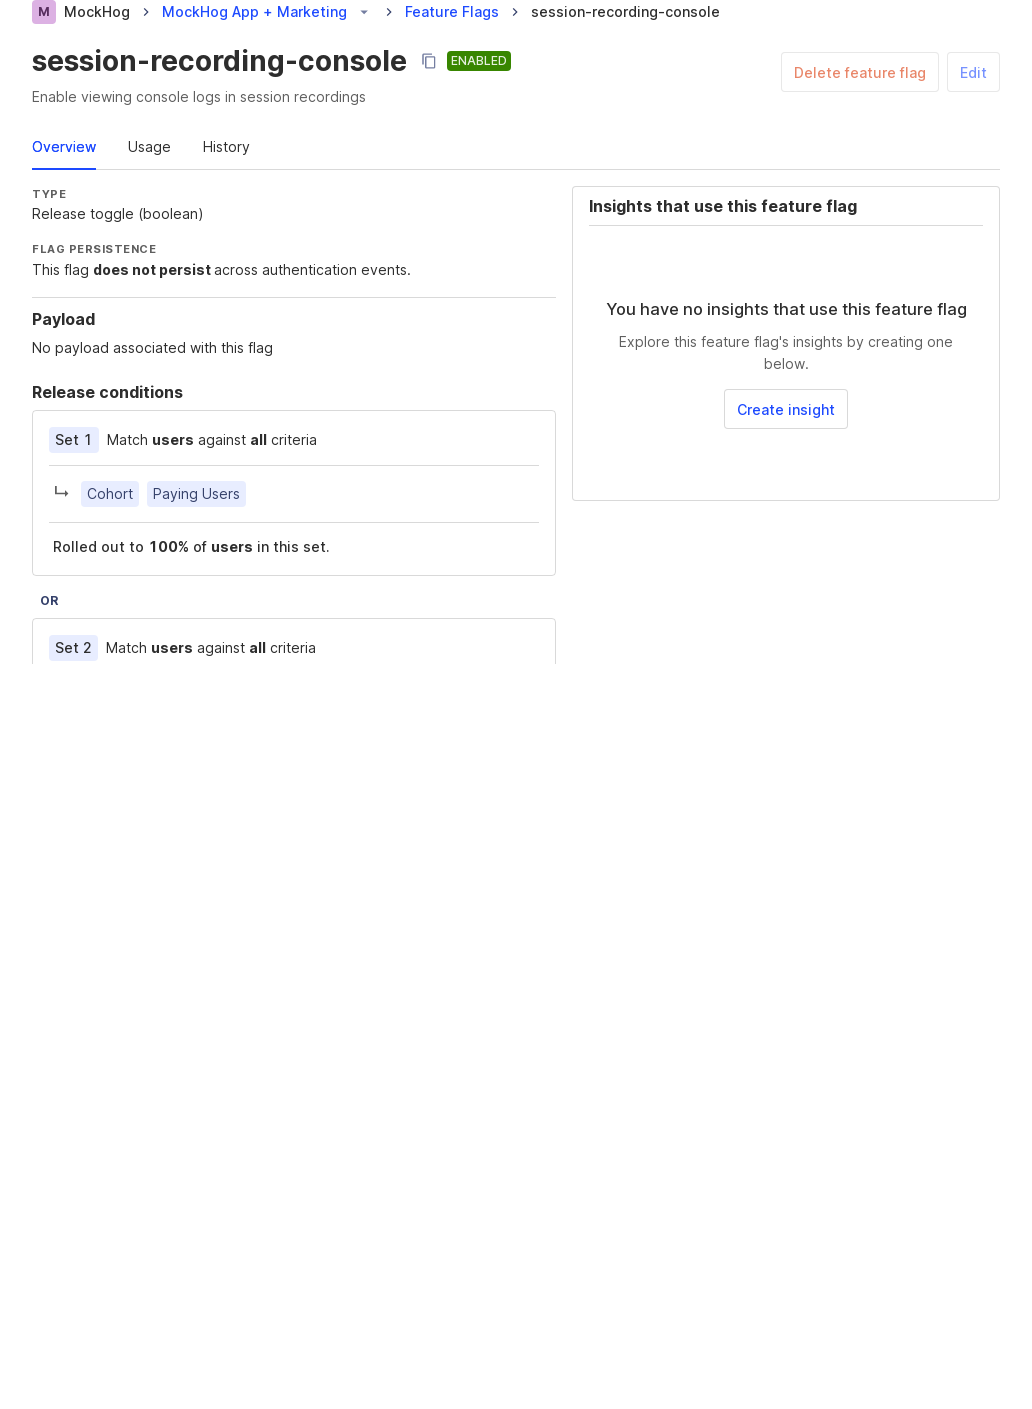 M MockHog > MockHog App + Marketing > Feature Flags > session-recording-console
session-recording-console ENABLED
Enable viewing console logs in session recordings
Delete feature flag Edit
Overview Usage History
TYPE
Release toggle (boolean)
FLAG PERSISTENCE
This flag does not persist across authentication events.
Payload
No payload associated with this flag
Release conditions
Set 1 Match users against all criteria
Cohort Paying Users
Rolled out to 100% of users in this set.
OR
Set 2 Match users against all criteria
Insights that use this feature flag
You have no insights that use this feature flag
Explore this feature flag's insights by creating one
below.
Create insight